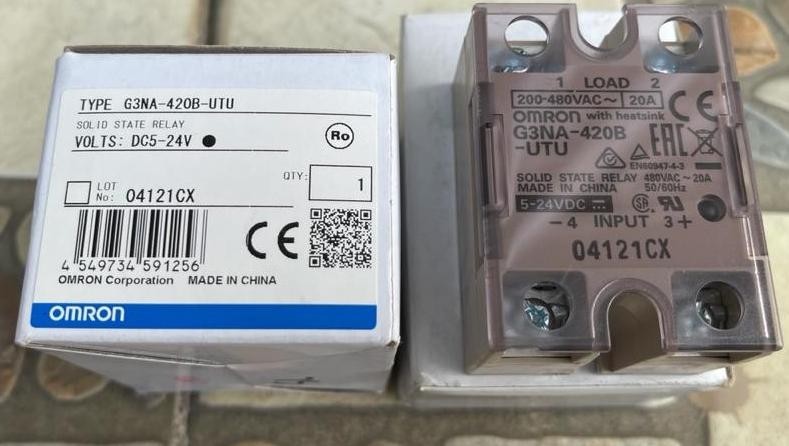 TYPE G3NA-420B-UTU
SOLID STATE RELAY
VOLTS: DC5-24V
Ro
LOT No: 04121CX
QTY: 1
4 549734 591256
CE
OMRON Corporation MADE IN CHINA
OMRON
1 LOAD 2
200-480VAC~ 20A
OMRON with heatsink
G3NA-420B
-UTU
CE
EAC
EN60947-4-3
SOLID STATE RELAY 480VAC~20A
MADE IN CHINA 50/60Hz
5-24VDC
-4 INPUT 3+
04121CX